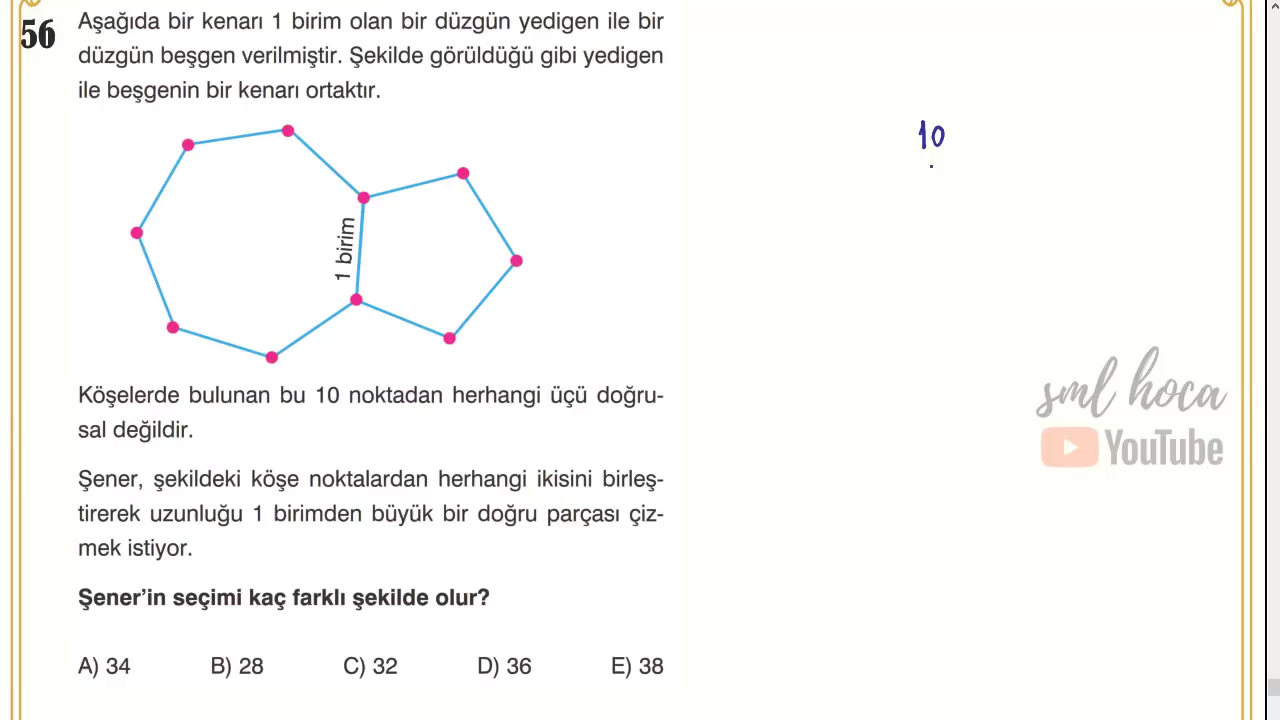 56
Aşağıda bir kenarı 1 birim olan bir düzgün yedigen ile bir
düzgün beşgen verilmiştir. Şekilde görüldüğü gibi yedigen
ile beşgenin bir kenarı ortaktır.
10
1 birim
Köşelerde bulunan bu 10 noktadan herhangi üçü doğru-
sal değildir.
sml hoca
YouTube
Şener, şekildeki köşe noktalardan herhangi ikisini birleş-
tirerek uzunluğu 1 birimden büyük bir doğru parçası çiz-
mek istiyor.
Şener'in seçimi kaç farklı şekilde olur?
A) 34 B) 28 C) 32 D) 36 E) 38